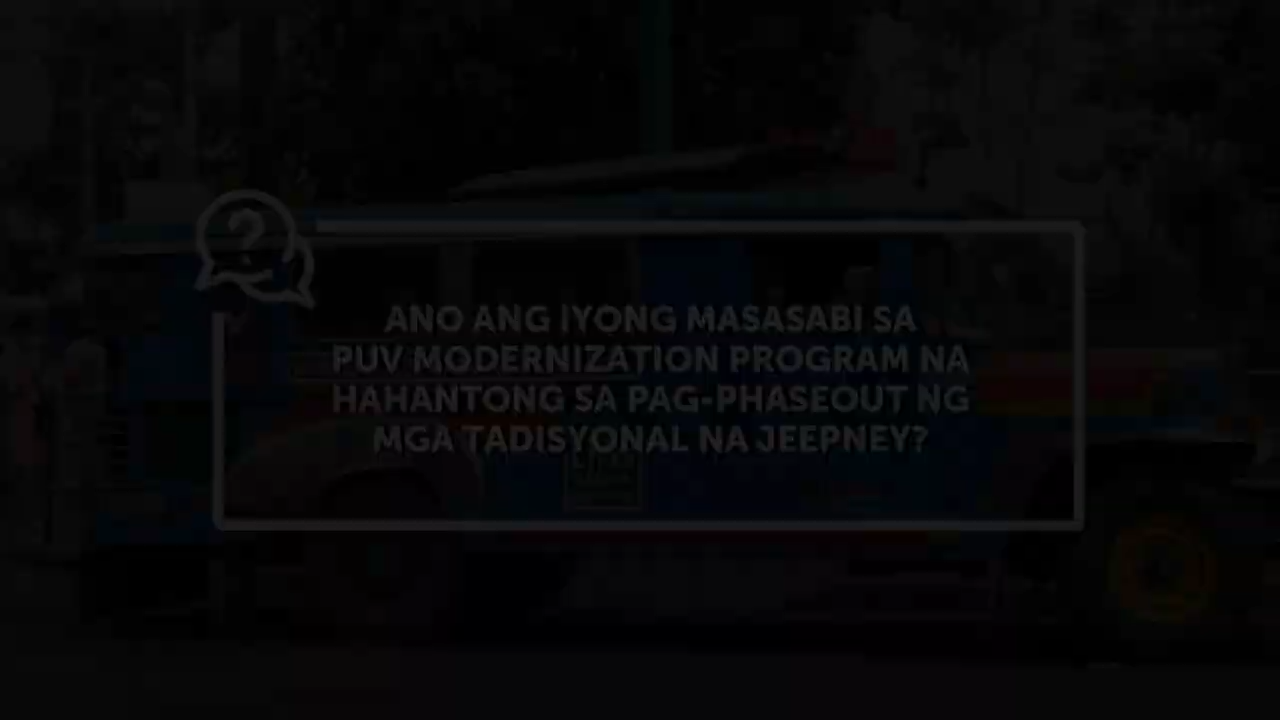 ?
ANO ANG IYONG MASASABI SA
PUV MODERNIZATION PROGRAM NA
HAHANTONG SA PAG-PHASEOUT NG
MGA TADISYONAL NA JEEPNEY?